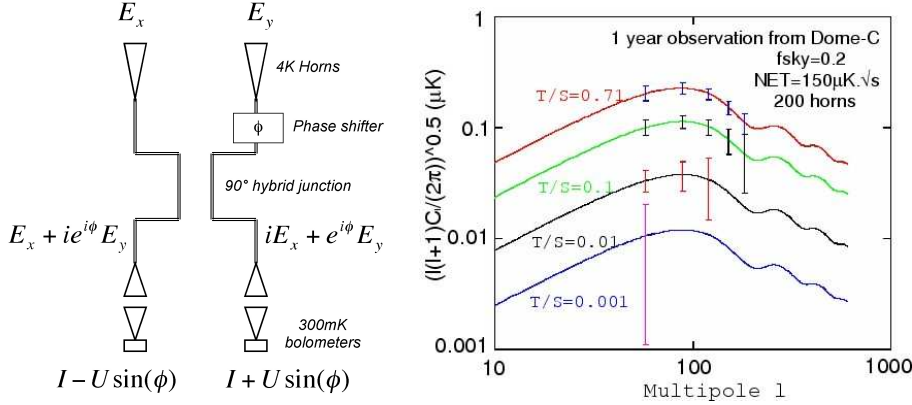 E_x E_y
4K Horns
ϕ
Phase shifter
90° hybrid junction
E_x + ie^{iϕ} E_y
iE_x + e^{iϕ} E_y
300mK
bolometers
I − U sin(ϕ)
I + U sin(ϕ)
(l(l+1)Cl/(2π))^0.5 (μK)
1
0.1
0.01
0.001
1 year observation from Dome-C
fsky=0.2
NET=150μK.√s
200 horns
T/S=0.71
T/S=0.1
T/S=0.01
T/S=0.001
10
100
1000
Multipole l